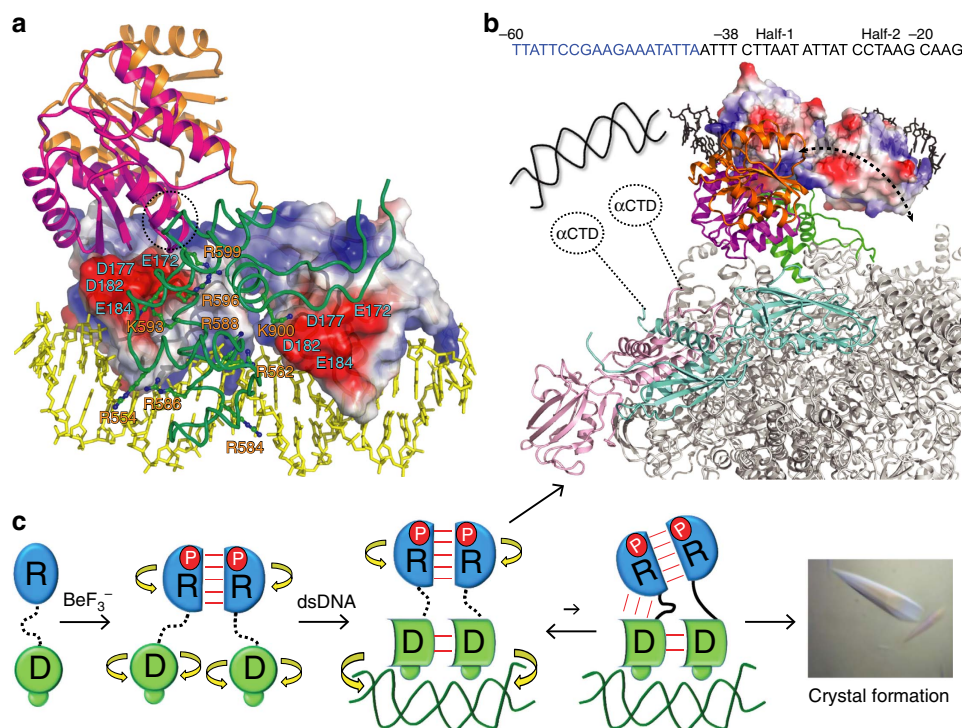 a
R599
E172
D177
D182
E184
R596
K593
R588
K900
D177
E172
D182
R582
E184
R554
R586
R584
b
–60 –38 Half-1 Half-2 –20
TTATTCCGAAGAAATATTAATTT CTTAAT ATTAT CCTAAG CAAG
αCTD
αCTD
c
R
D
BeF₃⁻
P P
R R
D D
dsDNA
P P
R R
D D
P P
R R
D D
Crystal formation